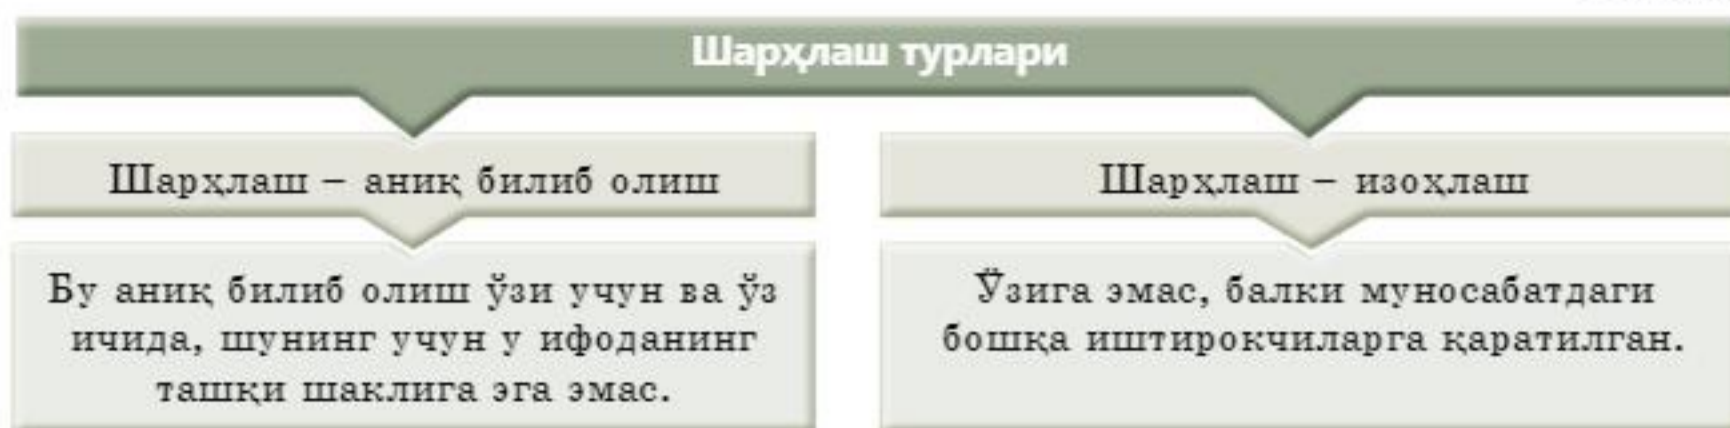 Шарҳлаш турлари
Шарҳлаш – аниқ билиб олиш
Бу аниқ билиб олиш ўзи учун ва ўз
ичида, шунинг учун у ифоданинг
ташқи шаклига эга эмас.
Шарҳлаш – изоҳлаш
Ўзига эмас, балки муносабатдаги
бошқа иштирокчиларга қаратилган.